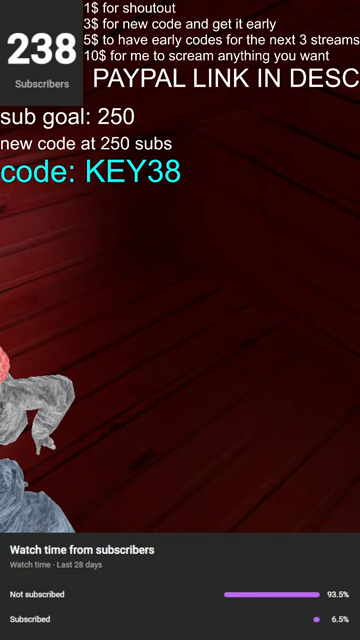 238
Subscribers
1$ for shoutout
3$ for new code and get it early
5$ to have early codes for the next 3 streams
10$ for me to scream anything you want
PAYPAL LINK IN DESC
sub goal: 250
new code at 250 subs
code: KEY38
Watch time from subscribers
Watch time · Last 28 days
Not subscribed 93.5%
Subscribed 6.5%